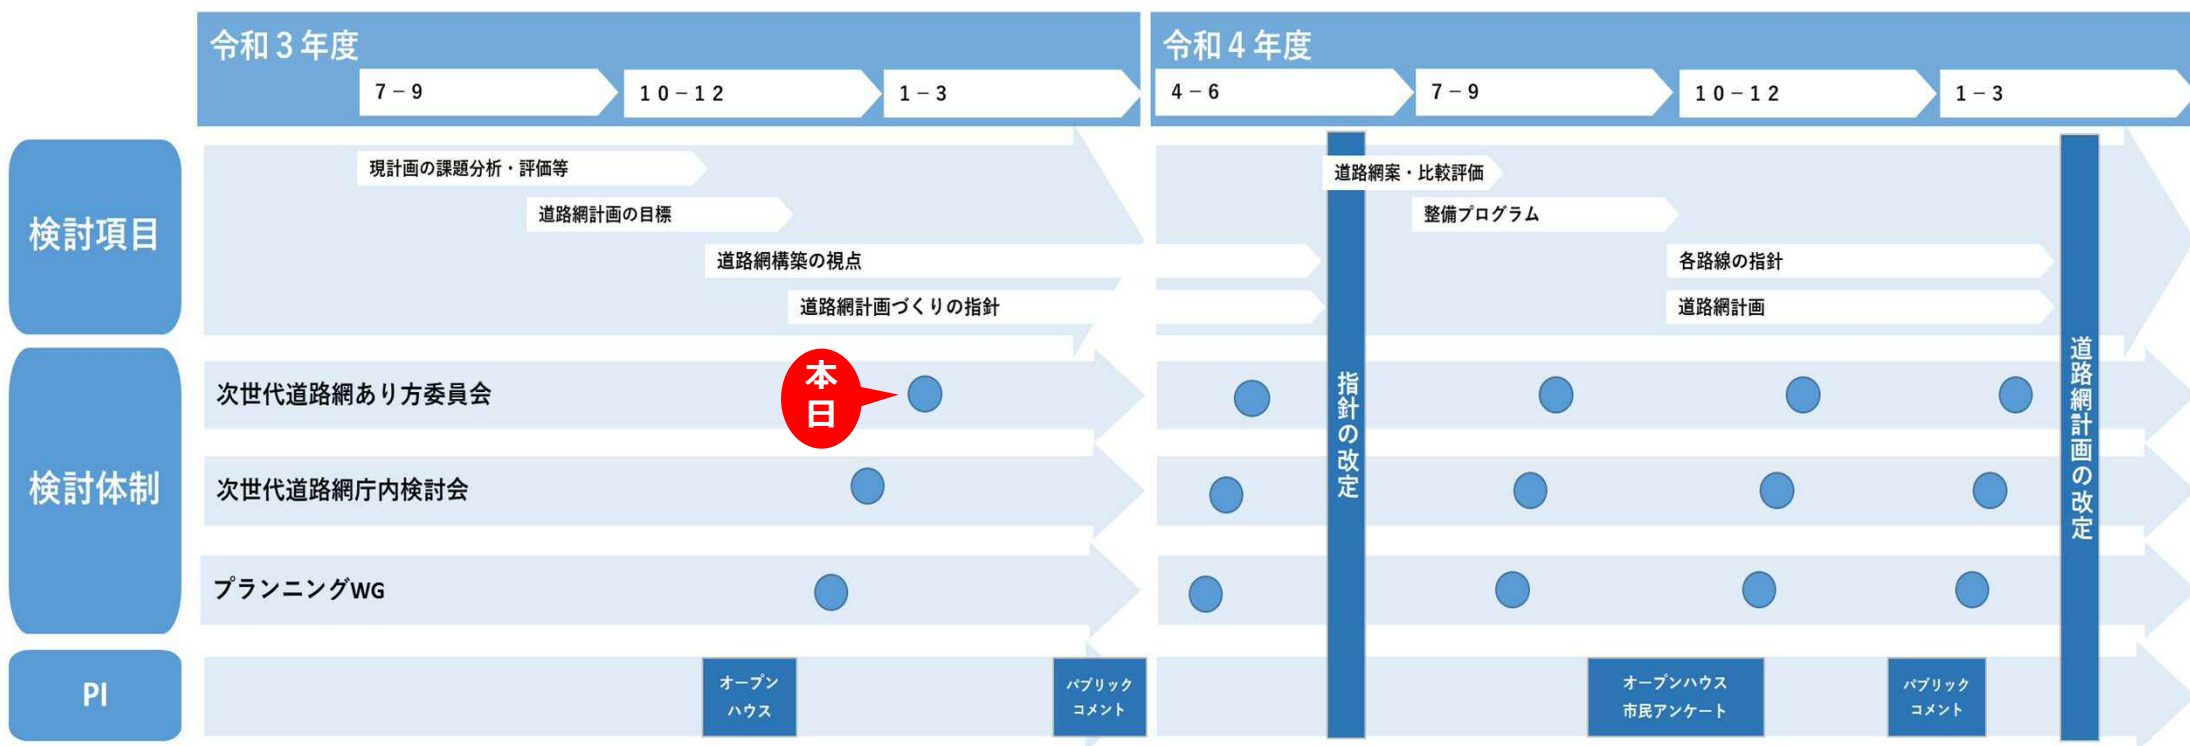 令和３年度
７－９
１０－１２
１－３
令和４年度
４－６
７－９
１０－１２
１－３
検討項目
現計画の課題分析・評価等
道路網計画の目標
道路網構築の視点
道路網計画づくりの指針
道路網案・比較評価
整備プログラム
各路線の指針
道路網計画
指針の改定
道路網計画の改定
検討体制
次世代道路網あり方委員会
本日
次世代道路網庁内検討会
プランニングWG
PI
オープン
ハウス
パブリック
コメント
オープンハウス
市民アンケート
パブリック
コメント